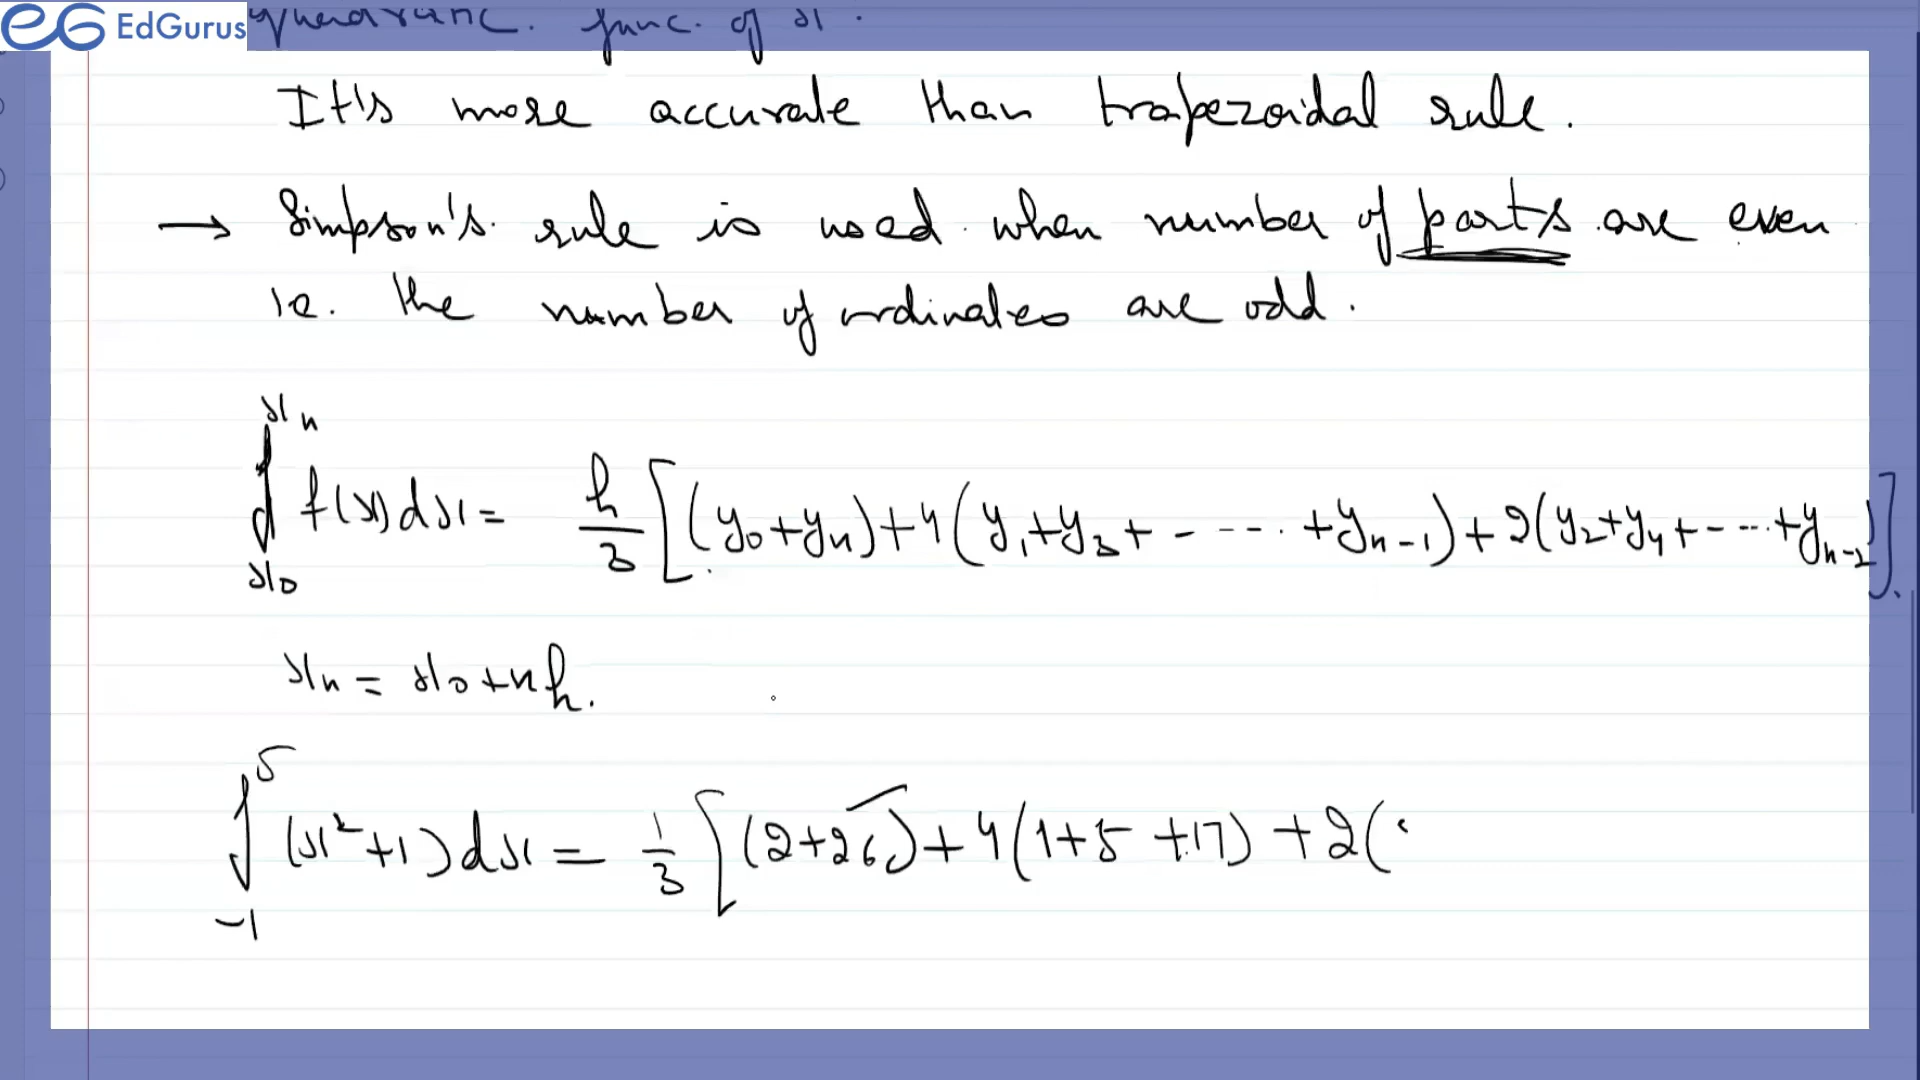 EdGurus
quadratic. func. of x.
It's more accurate than trapezoidal rule.
→ Simpson's rule is used when number of parts are even
ie. the number of ordinates are odd.
∫_{x_0}^{x_n} f(x)dx = h/3 [(y_0+y_n)+4(y_1+y_3+-----+y_{n-1})+2(y_2+y_4+----+y_{n-2})].
x_n = x_0+nh.
∫_{-1}^{5} (x²+1)dx = 1/3 [(2+26)+4(1+5+17)+2(